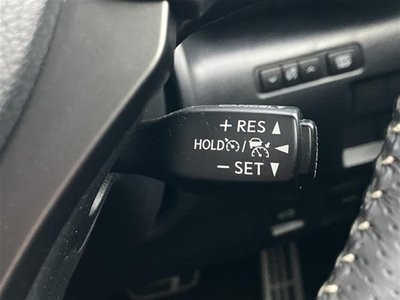 + RES ▲
HOLD / ◀
− SET ▼